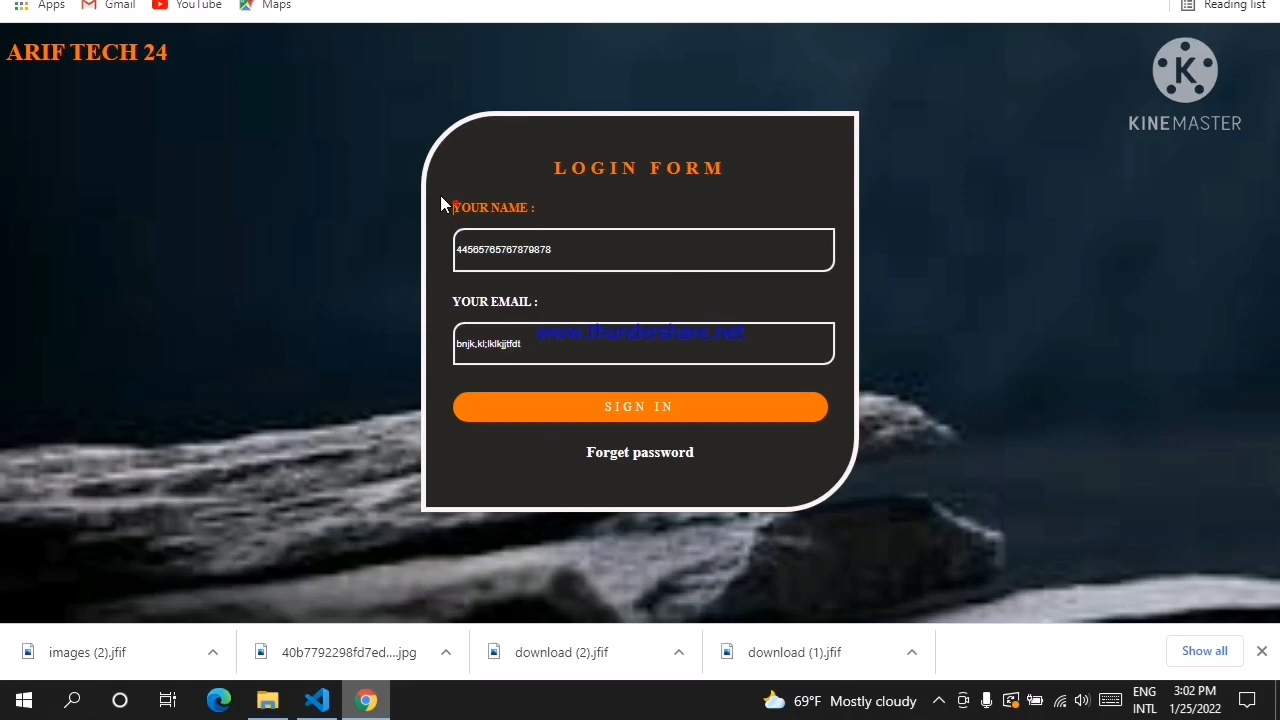 Apps Gmail YouTube Maps Reading list
ARIF TECH 24
K
KINEMASTER
LOGIN FORM
YOUR NAME :
44565765767879878
YOUR EMAIL :
www.thundershare.net
bnjk,kl;lklkjjtfdt
SIGN IN
Forget password
images (2).jfif 40b7792298fd7ed....jpg download (2).jfif download (1).jfif Show all
69°F Mostly cloudy ENG INTL 3:02 PM 1/25/2022